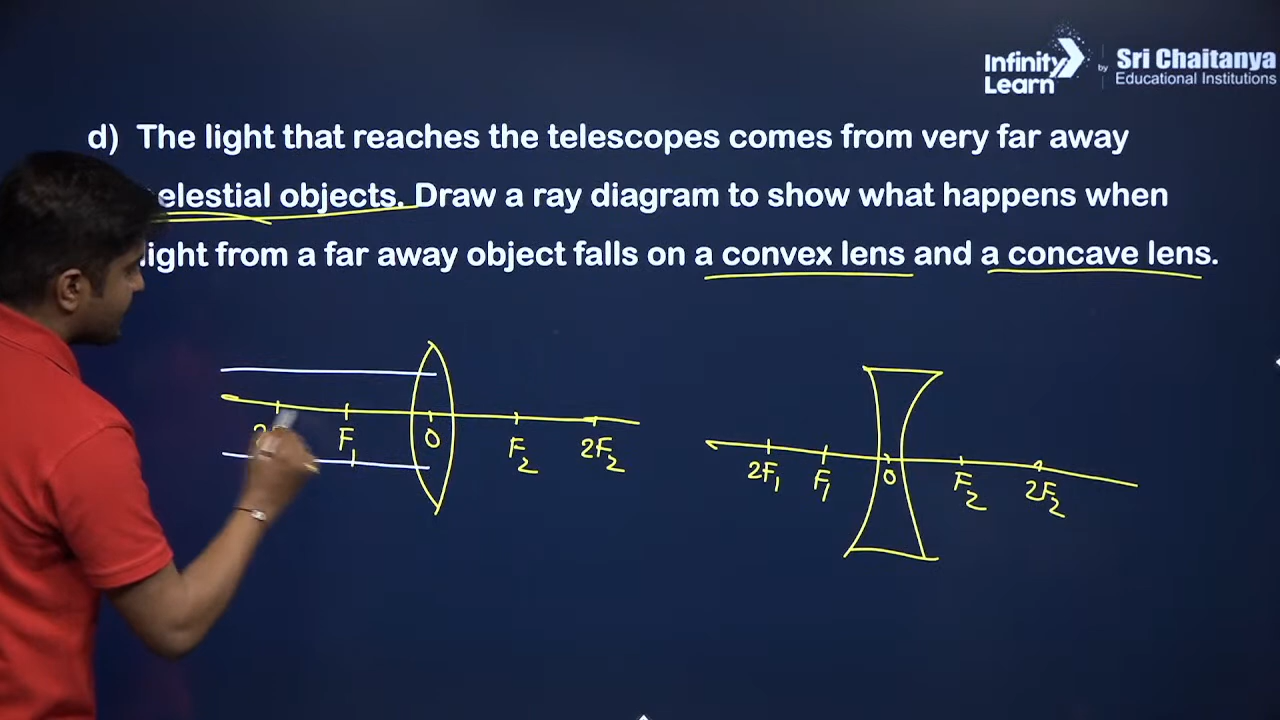 Infinity Learn by Sri Chaitanya Educational Institutions
d) The light that reaches the telescopes comes from very far away
elestial objects. Draw a ray diagram to show what happens when
light from a far away object falls on a convex lens and a concave lens.
F₁ O F₂ 2F₂
2F₁ F₁ O F₂ 2F₂